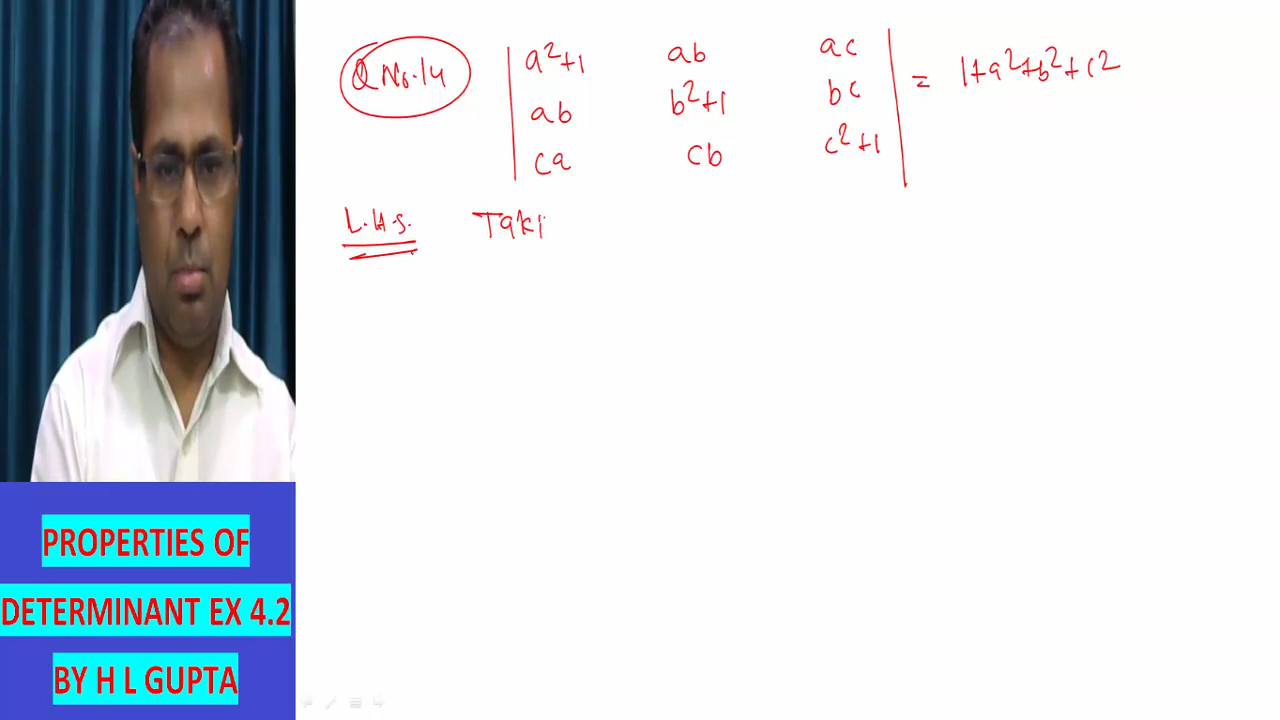 Q No.14
| a²+1 ab ac |
| ab b²+1 bc | = 1+a²+b²+c²
| ca cb c²+1 |
L.H.S. Taki
PROPERTIES OF
DETERMINANT EX 4.2
BY H L GUPTA